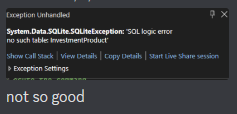 Exception Unhandled
System.Data.SQLite.SQLiteException: 'SQL logic error
no such table: InvestmentProduct'
Show Call Stack | View Details | Copy Details | Start Live Share session
Exception Settings
not so good